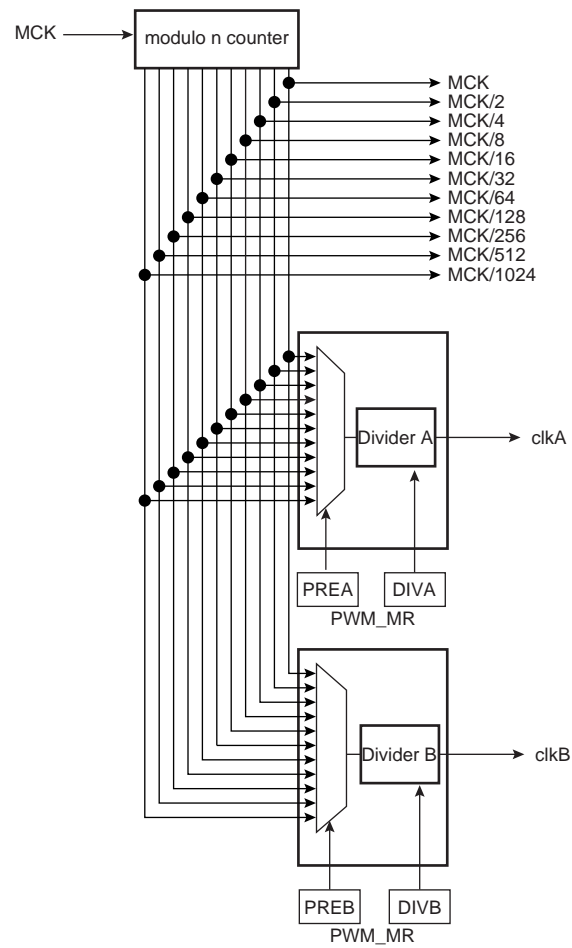 MCK
modulo n counter
MCK
MCK/2
MCK/4
MCK/8
MCK/16
MCK/32
MCK/64
MCK/128
MCK/256
MCK/512
MCK/1024
Divider A
clkA
PREA
DIVA
PWM_MR
Divider B
clkB
PREB
DIVB
PWM_MR